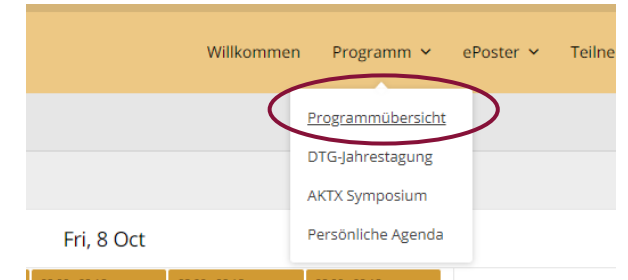 Willkommen Programm ePoster Teilne
Programmübersicht
DTG-Jahrestagung
AKTX Symposium
Persönliche Agenda
Fri, 8 Oct